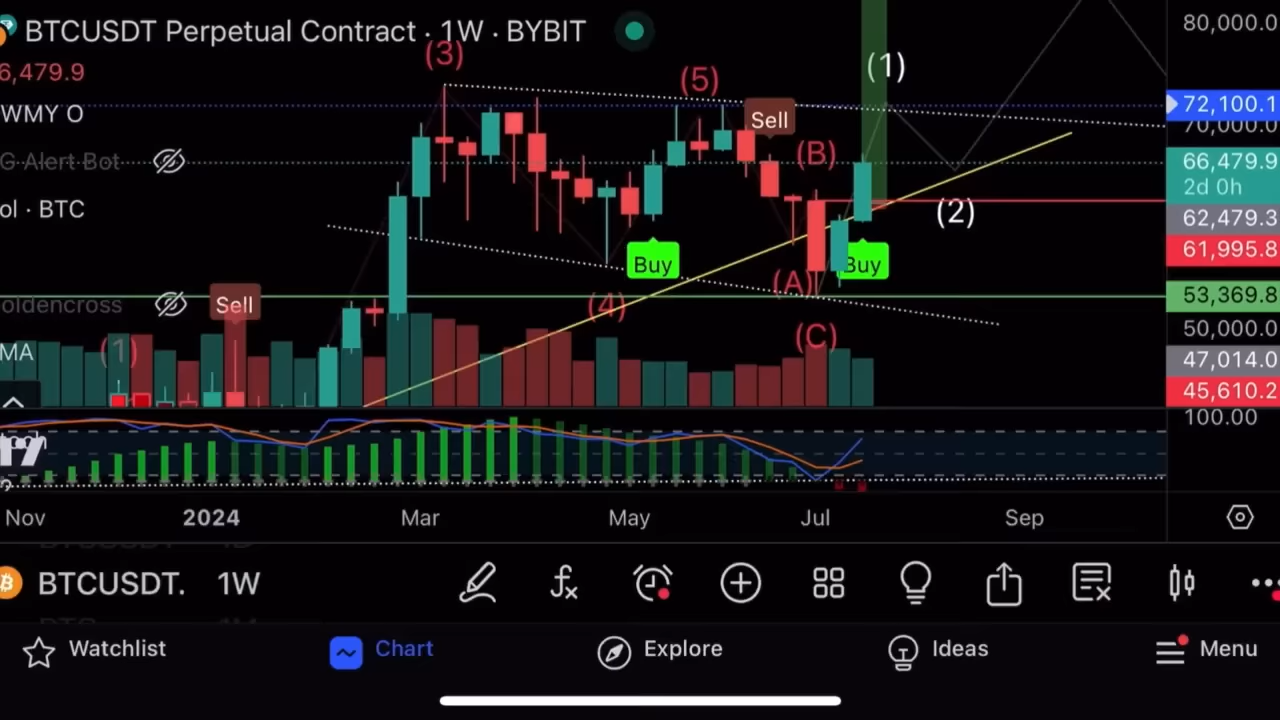 BTCUSDT Perpetual Contract · 1W · BYBIT
6,479.9
WMY O
G Alert Bot
ol · BTC
oldencross
MA
(1)
Sell
(3)
(4)
Buy
(5)
Sell
(B)
(A)
(C)
Buy
(1)
(2)
80,000.0
72,100.1
70,000.0
66,479.9
2d 0h
62,479.3
61,995.8
53,369.8
50,000.0
47,014.0
45,610.2
100.00
Nov 2024 Mar May Jul Sep
BTCUSDT. 1W
Watchlist Chart Explore Ideas Menu